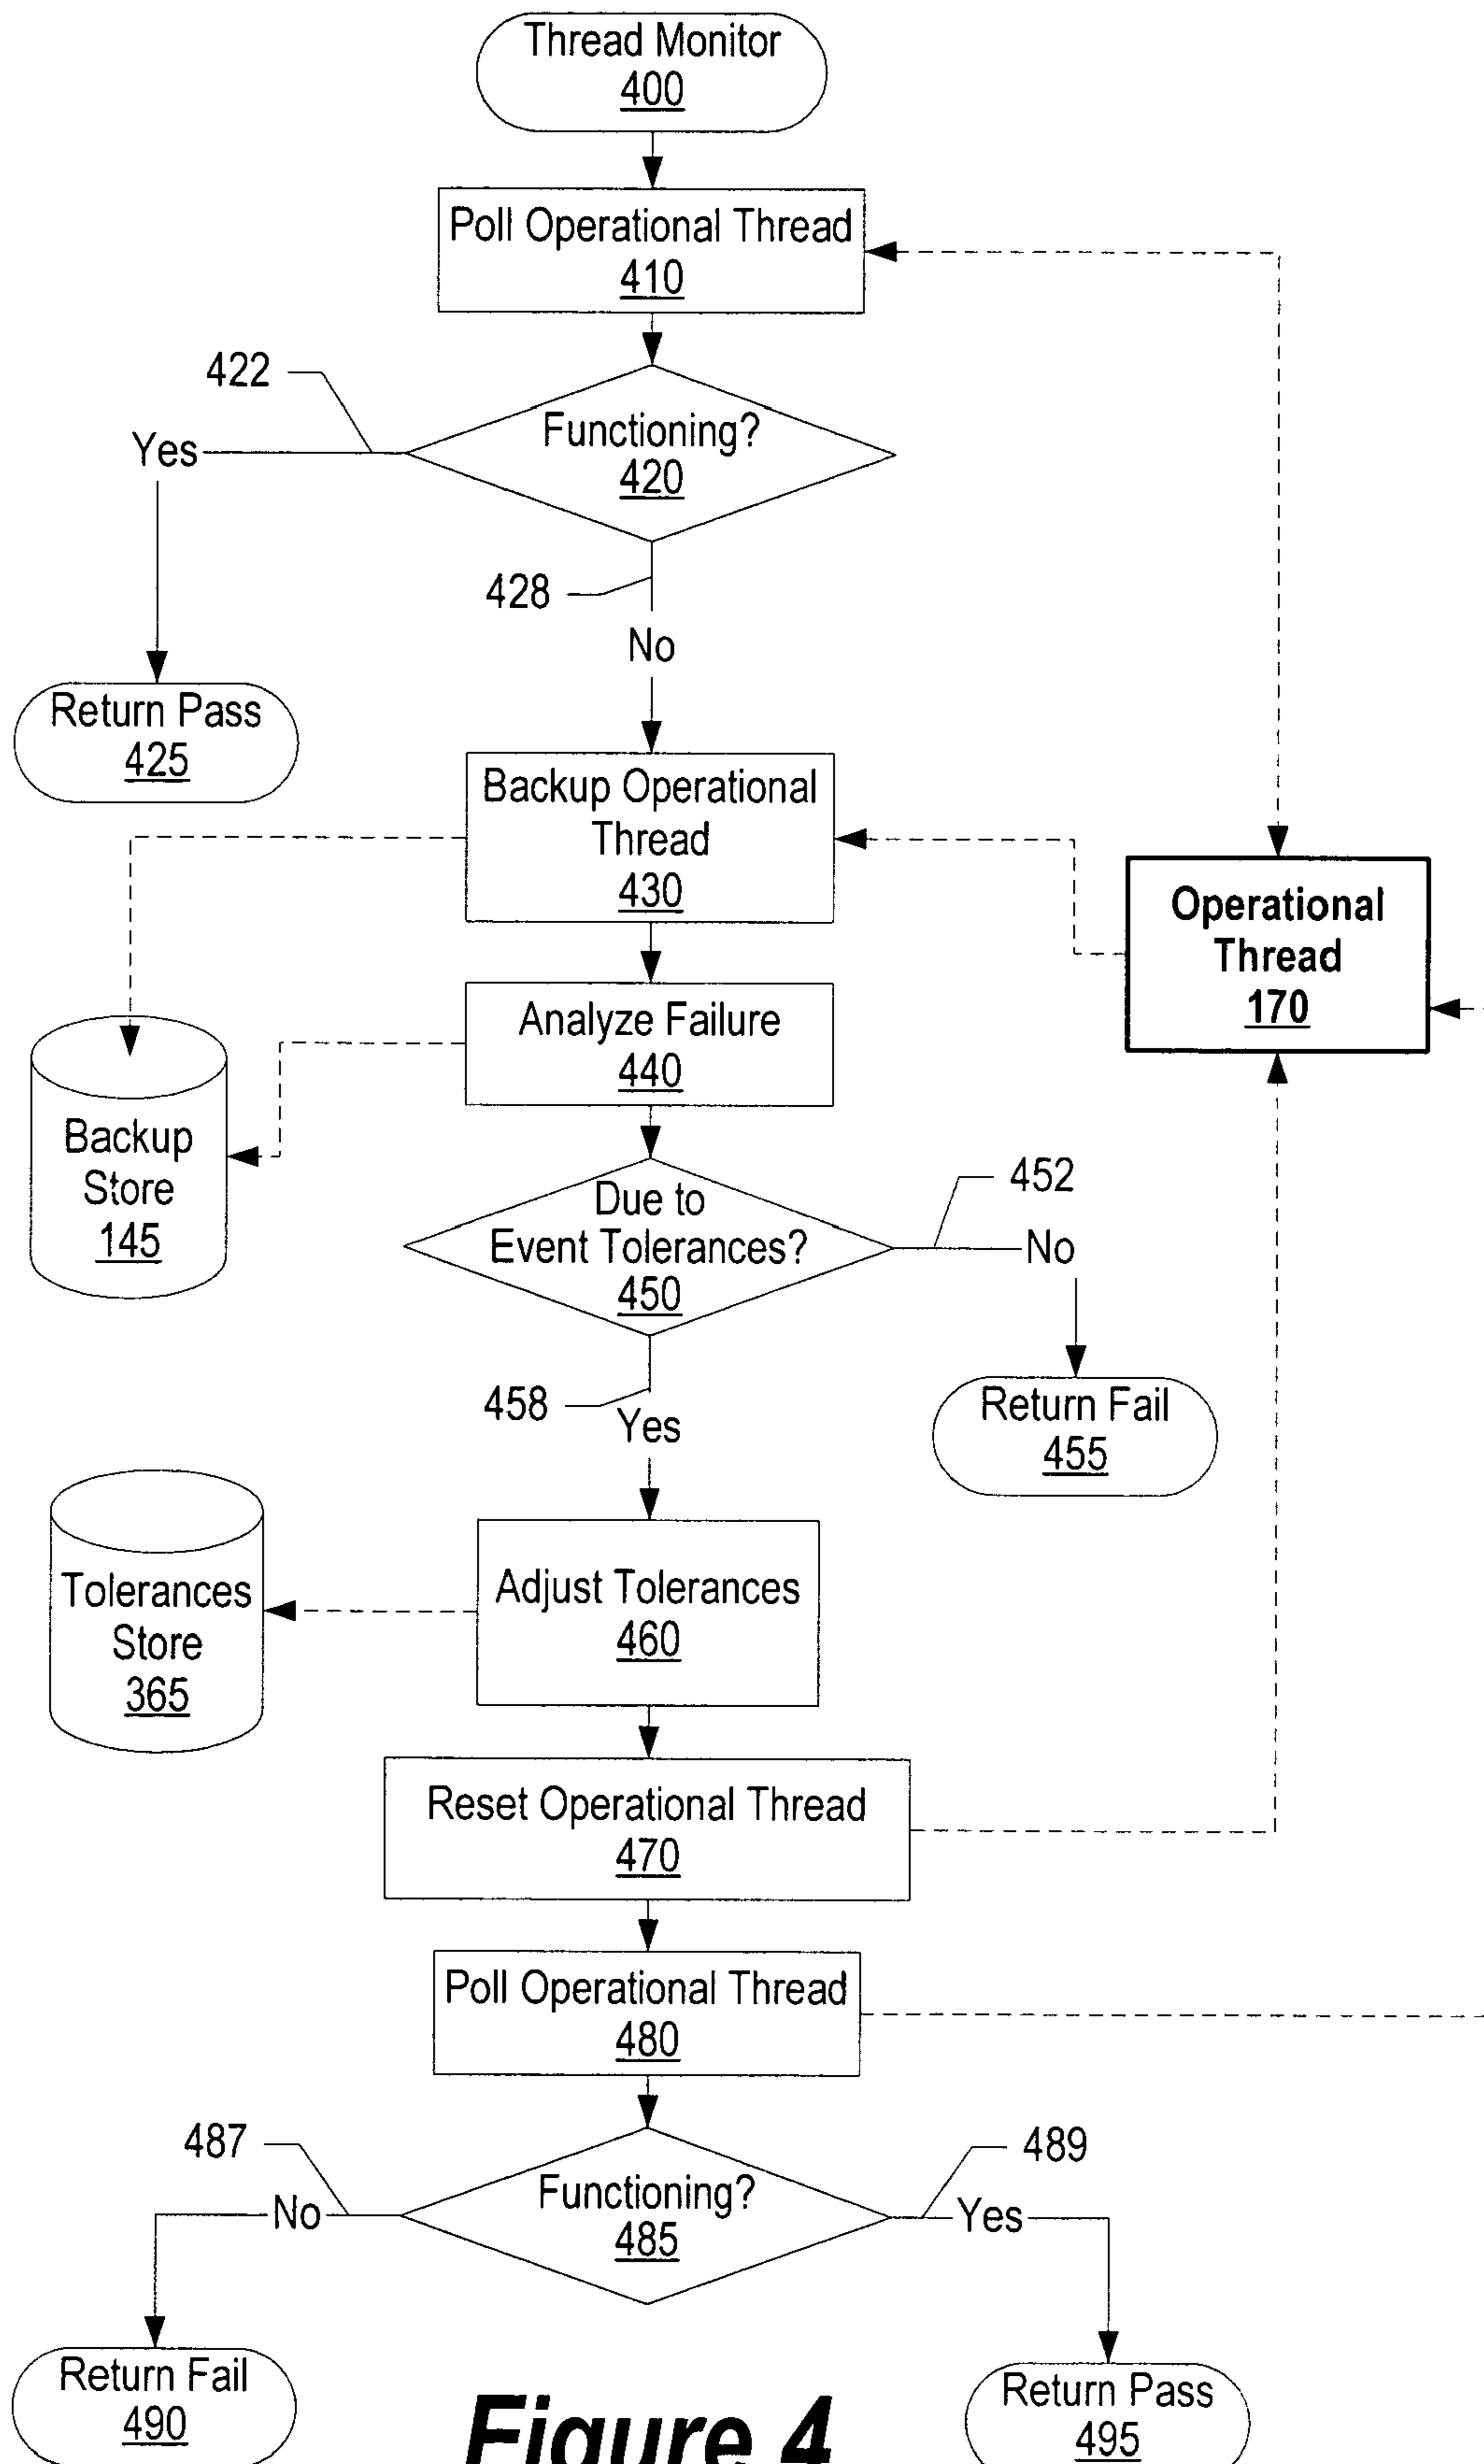 Thread Monitor
400
Poll Operational Thread
410
422
Functioning?
420
Yes
428
No
Return Pass
425
Backup Operational
Thread
430
Operational
Thread
170
Analyze Failure
440
Backup
Store
145
Due to
Event Tolerances?
450
452
No
458
Yes
Return Fail
455
Tolerances
Store
365
Adjust Tolerances
460
Reset Operational Thread
470
Poll Operational Thread
480
487
489
Functioning?
485
No
Yes
Return Fail
490
Return Pass
495
Figure 4